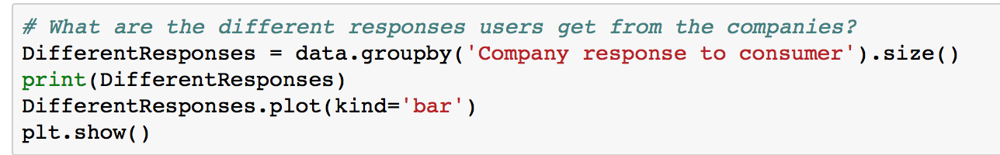 # What are the different responses users get from the companies?
DifferentResponses = data.groupby('Company response to consumer').size()
print(DifferentResponses)
DifferentResponses.plot(kind='bar')
plt.show()